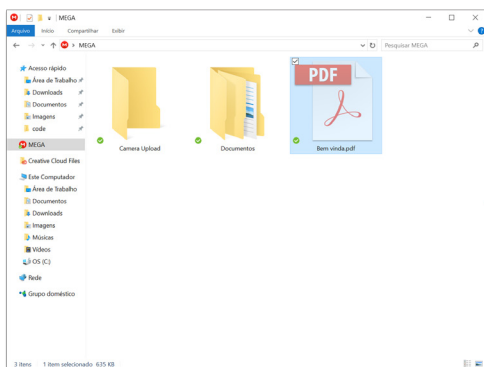 MEGA
Arquivo Início Compartilhar Exibir
MEGA
Pesquisar MEGA
Acesso rápido
Área de Trabalho
Downloads
Documentos
Imagens
code
MEGA
Creative Cloud Files
Este Computador
Área de Trabalho
Documentos
Downloads
Imagens
Músicas
Vídeos
OS (C:)
Rede
Grupo doméstico
Camera Upload
Documentos
PDF
Bem vinda.pdf
3 itens 1 item selecionado 635 KB